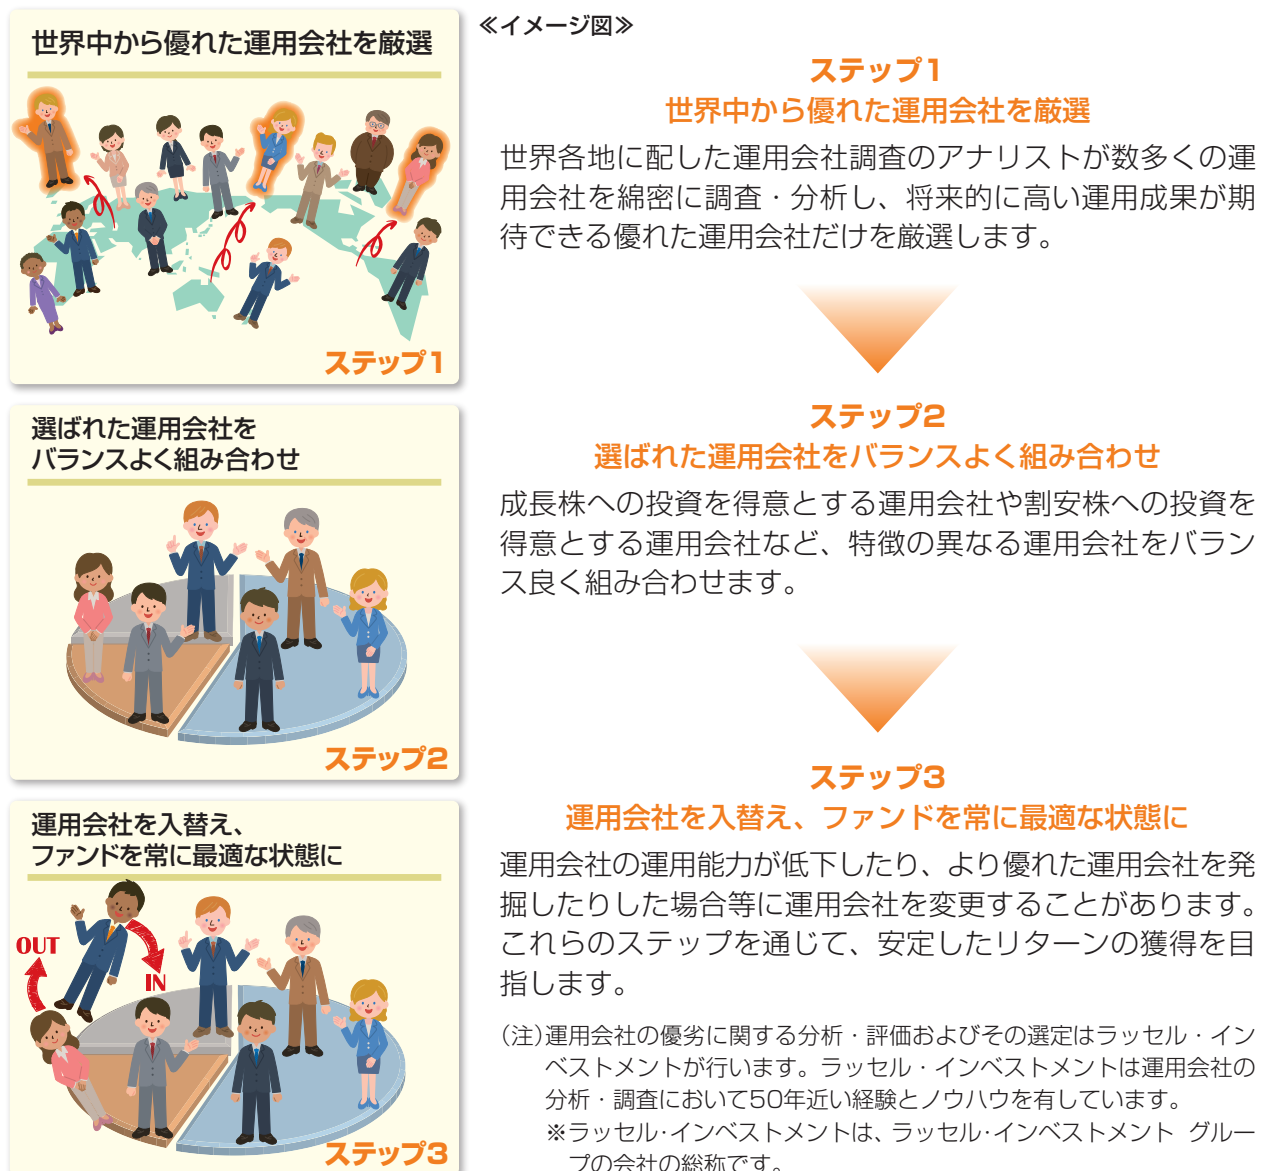 世界中から優れた運用会社を厳選
ステップ1
選ばれた運用会社を
バランスよく組み合わせ
ステップ2
運用会社を入替え、
ファンドを常に最適な状態に
OUT
IN
ステップ3
≪イメージ図≫
ステップ1
世界中から優れた運用会社を厳選
世界各地に配した運用会社調査のアナリストが数多くの運
用会社を綿密に調査・分析し、将来的に高い運用成果が期
待できる優れた運用会社だけを厳選します。
ステップ2
選ばれた運用会社をバランスよく組み合わせ
成長株への投資を得意とする運用会社や割安株への投資を
得意とする運用会社など、特徴の異なる運用会社をバラン
ス良く組み合わせます。
ステップ3
運用会社を入替え、ファンドを常に最適な状態に
運用会社の運用能力が低下したり、より優れた運用会社を発
掘したりした場合等に運用会社を変更することがあります。
これらのステップを通じて、安定したリターンの獲得を目
指します。
(注)運用会社の優劣に関する分析・評価およびその選定はラッセル・イン
ベストメントが行います。ラッセル・インベストメントは運用会社の
分析・調査において50年近い経験とノウハウを有しています。
※ラッセル・インベストメントは、ラッセル・インベストメント グルー
プの会社の総称です。